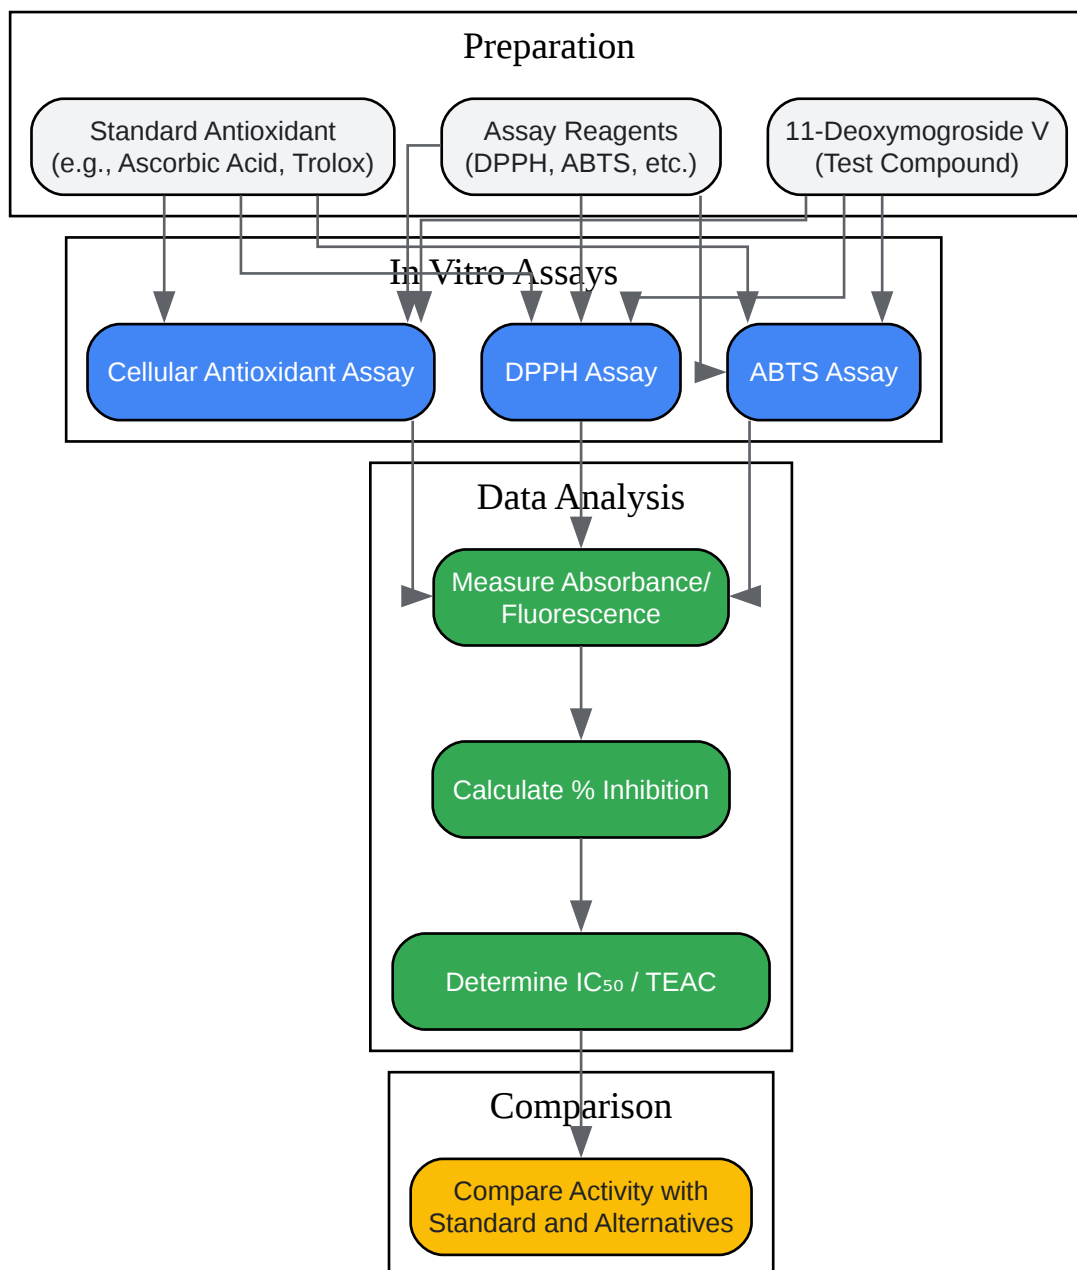 Preparation
Standard Antioxidant
(e.g., Ascorbic Acid, Trolox)
Assay Reagents
(DPPH, ABTS, etc.)
11-Deoxymogroside V
(Test Compound)
In Vitro Assays
Cellular Antioxidant Assay
DPPH Assay
ABTS Assay
Data Analysis
Measure Absorbance/
Fluorescence
Calculate % Inhibition
Determine IC₅₀ / TEAC
Comparison
Compare Activity with
Standard and Alternatives